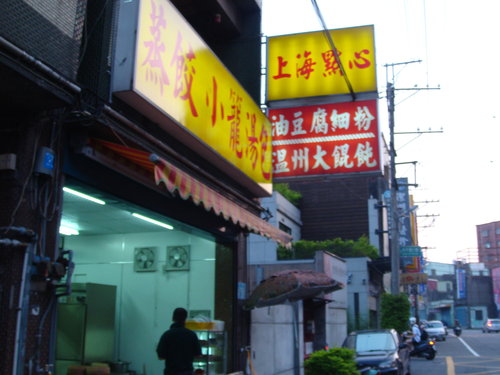 蒸餃小籠湯包
上海點心
油豆腐細粉
溫州大餛飩